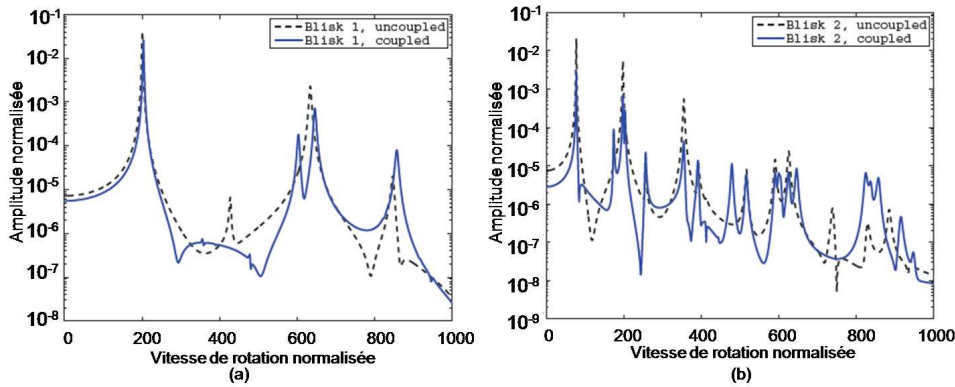 10-1
10-2
10-3
10-4
10-5
10-6
10-7
10-8
Amplitude normalisée
Blisk 1, uncoupled
Blisk 1, coupled
0 200 400 600 800 1000
Vitesse de rotation normalisée
(a)
10-1
10-2
10-3
10-4
10-5
10-6
10-7
10-8
10-9
Amplitude normalisée
Blisk 2, uncoupled
Blisk 2, coupled
0 200 400 600 800 1000
Vitesse de rotation normalisée
(b)